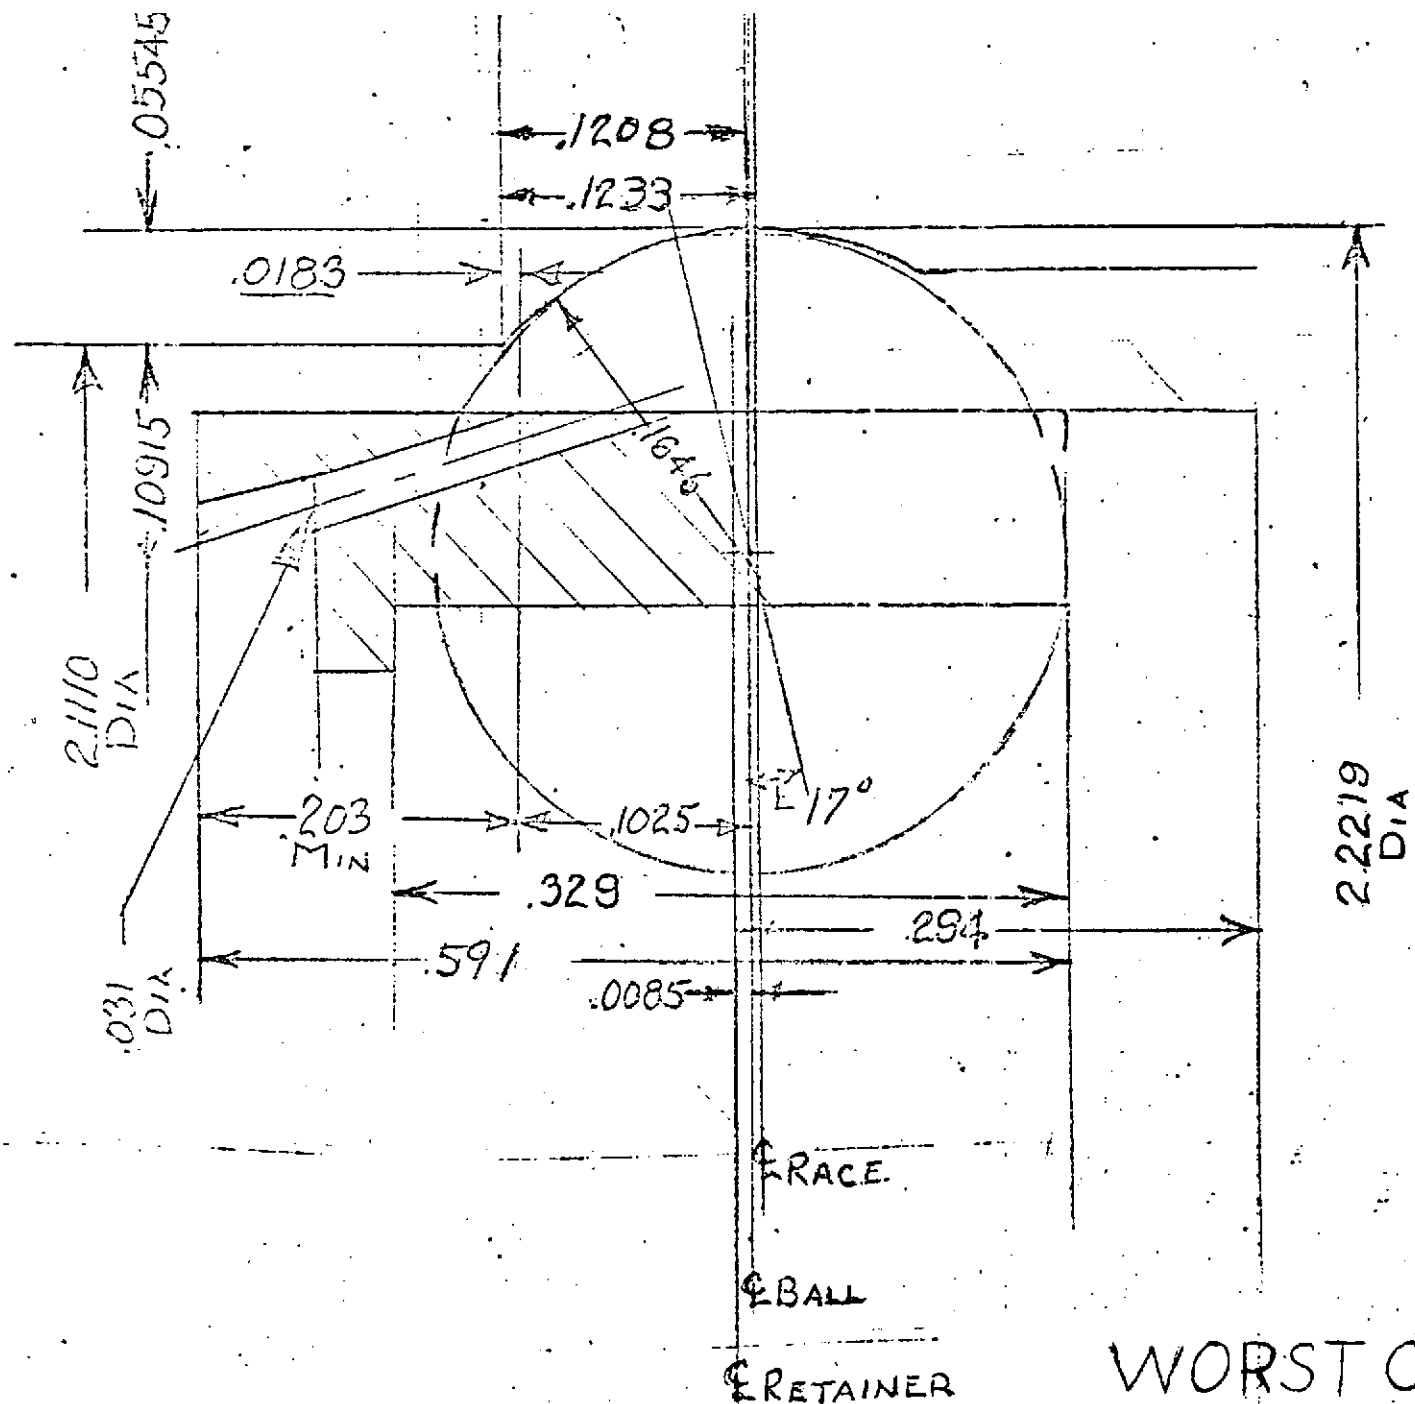 .05545
.1208
.1233
.0183
.10915
.1646
2.1110
DIA
.203
MIN
.1025
17°
2.2219
DIA
.329
.294
.591
.0085
.031
DIA
℄ RACE.
℄ BALL
℄ RETAINER
WORST